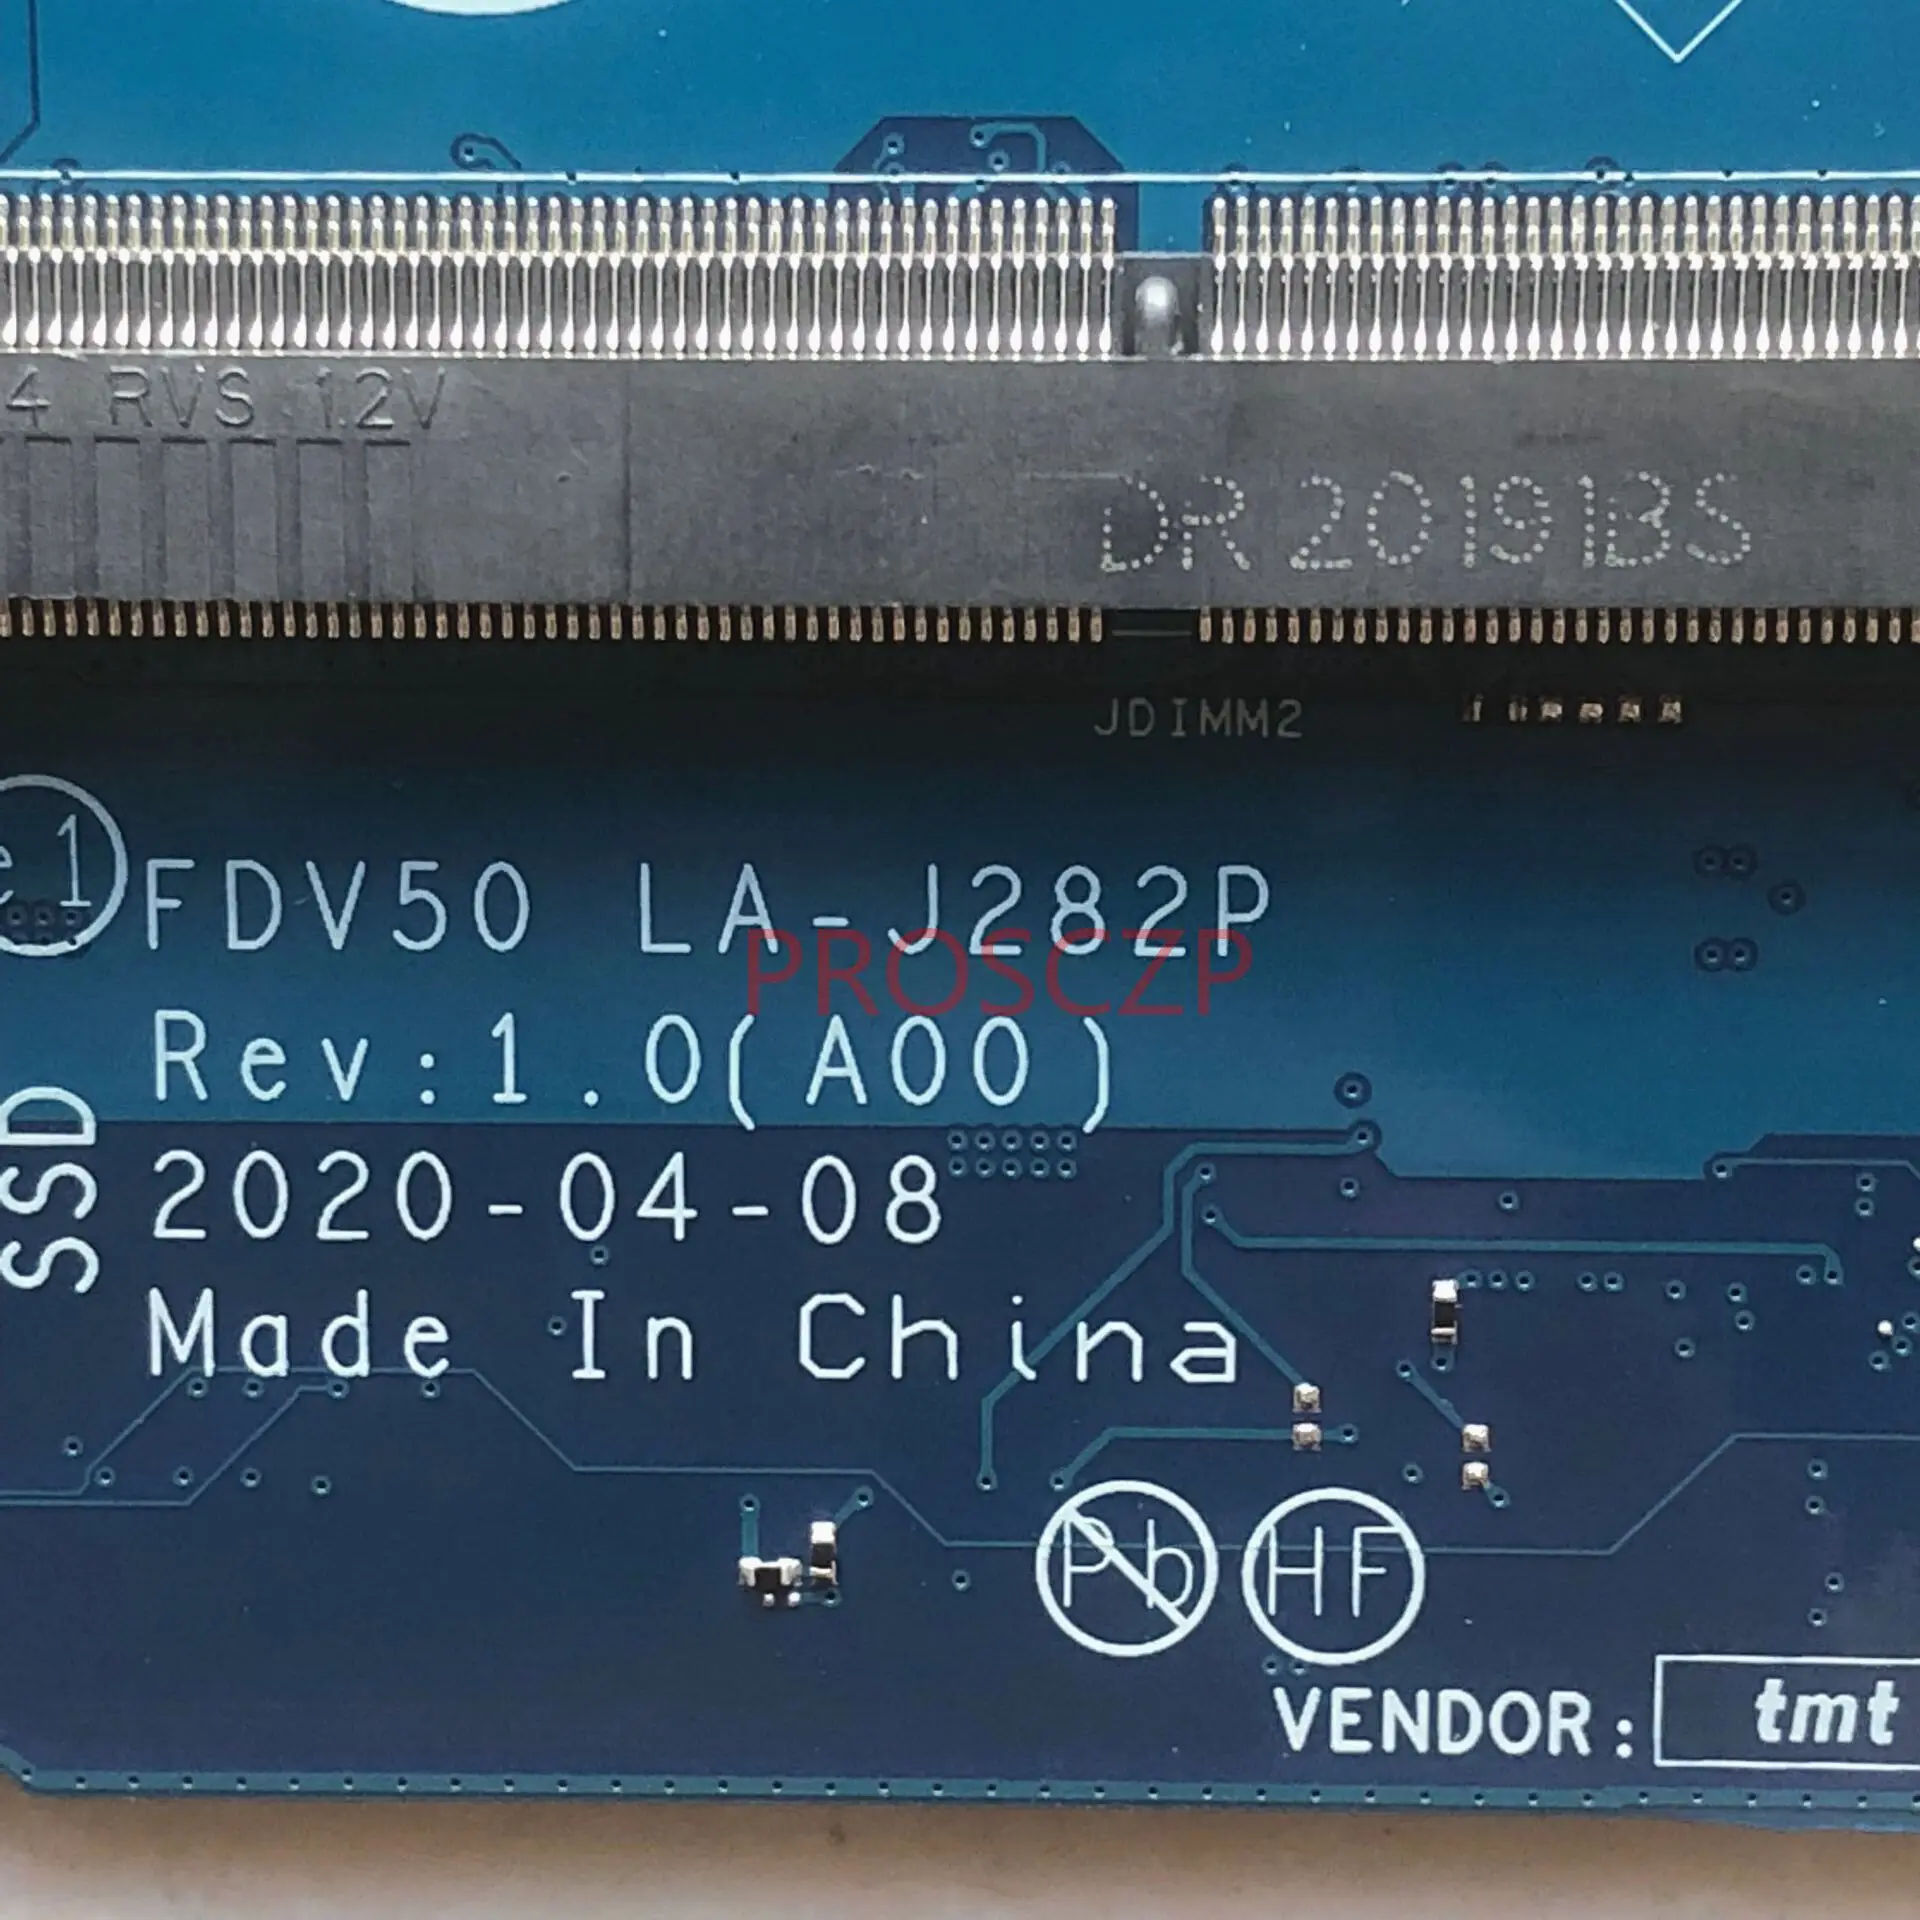 4 RVS 1.2V
DR 20191BS
JDIMM2
e 1
FDV50 LA-J282P
PROSCZP
Rev:1.0(A00)
SSD
2020-04-08
Made In China
Pb HF
VENDOR: tmt